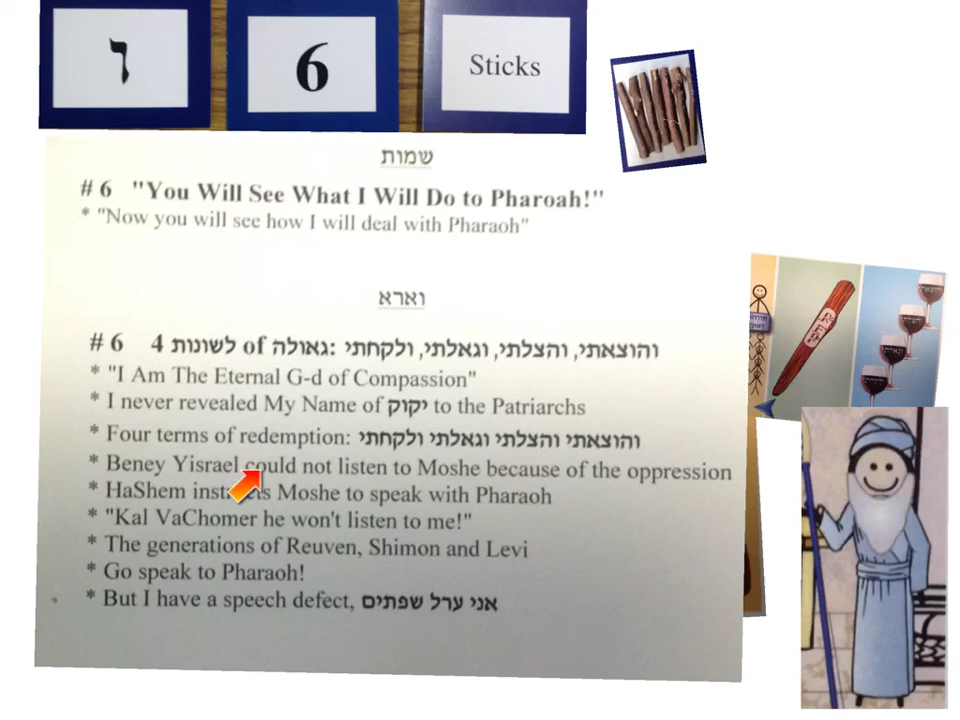 ו
6
Sticks
שמות
# 6 "You Will See What I Will Do to Pharoah!"
* "Now you will see how I will deal with Pharaoh"
וארא
# 6 4 לשונות of גאולה: והוצאתי, והצלתי, וגאלתי, ולקחתי
* "I Am The Eternal G-d of Compassion"
* I never revealed My Name of יקוק to the Patriarchs
* Four terms of redemption: והוצאתי והצלתי וגאלתי ולקחתי
* Beney Yisrael could not listen to Moshe because of the oppression
* HaShem Moshe to speak with Pharaoh
* "Kal VaChomer he won't listen to me!"
* The generations of Reuven, Shimon and Levi
* Go speak to Pharaoh!
* But I have a speech defect, אני ערל שפתים